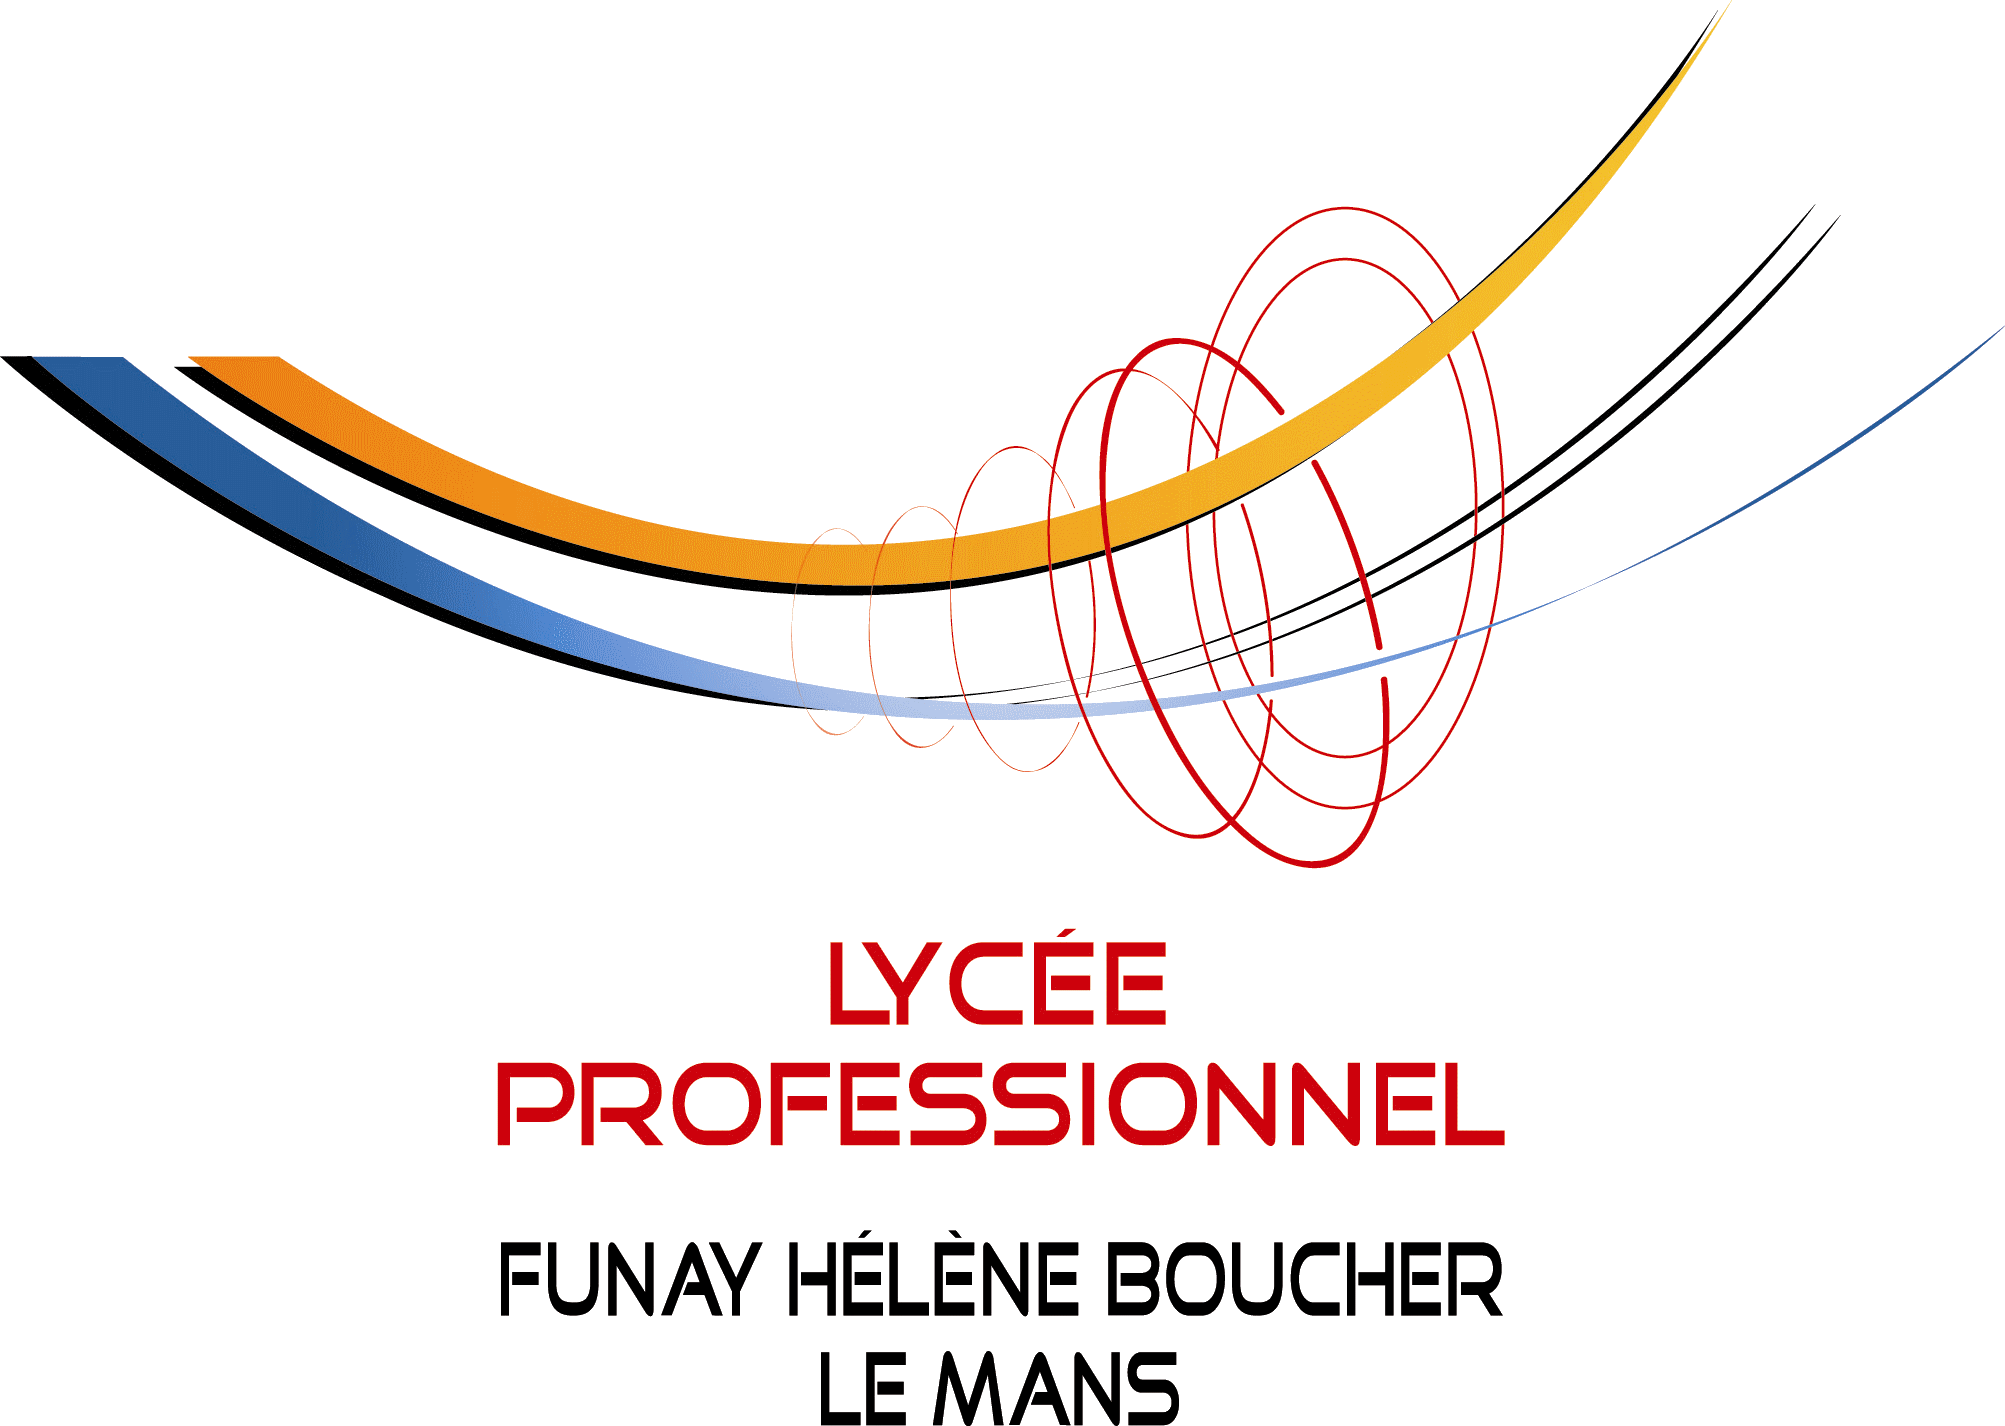 LYCÉE
PROFESSIONNEL
FUNAY HÉLÈNE BOUCHER
LE MANS